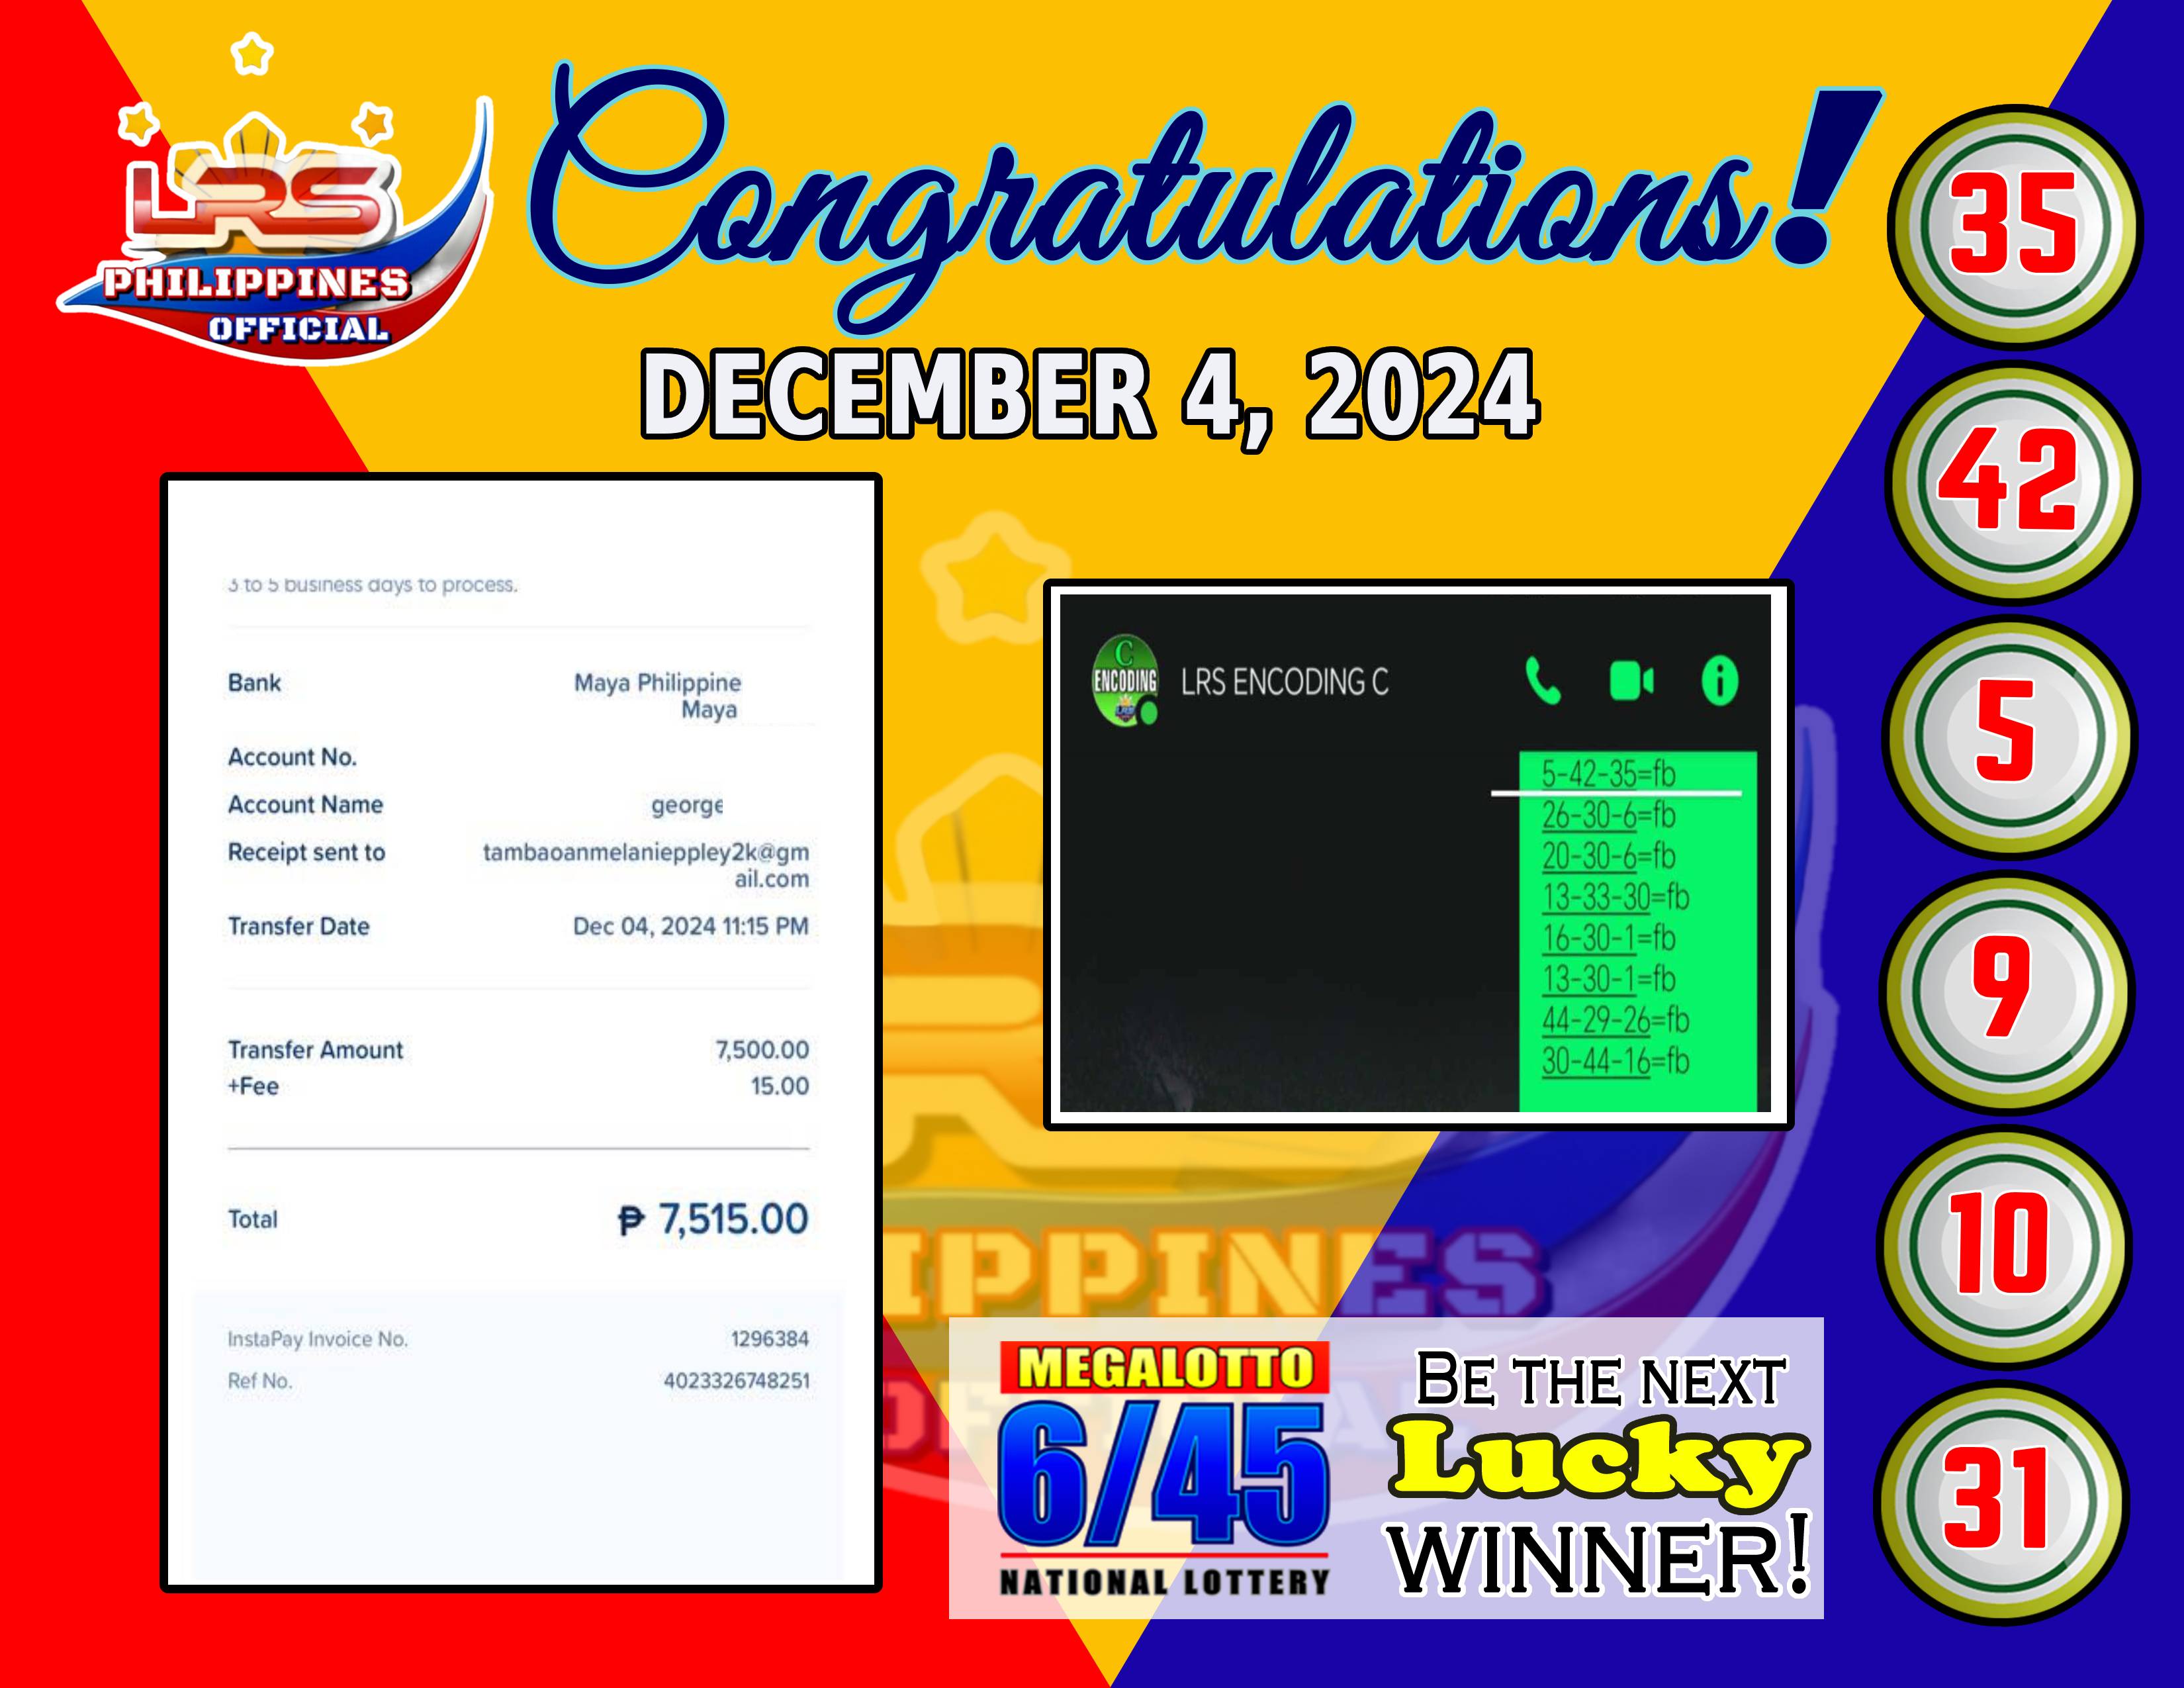 LRS
PHILIPPINES
OFFICIAL
Congratulations!
DECEMBER 4, 2024
3 to 5 business days to process.
Bank Maya Philippine
Maya
Account No.
Account Name george
Receipt sent to tambaoanmelanieppley2k@gm
ail.com
Transfer Date Dec 04, 2024 11:15 PM
Transfer Amount 7,500.00
+Fee 15.00
Total ₱ 7,515.00
InstaPay Invoice No. 1296384
Ref No. 4023326748251
C
ENCODING
LRS ENCODING C
5-42-35=fb
26-30-6=fb
20-30-6=fb
13-33-30=fb
16-30-1=fb
13-30-1=fb
44-29-26=fb
30-44-16=fb
MEGALOTTO
6/45
NATIONAL LOTTERY
BE THE NEXT
Lucky
WINNER!
35
42
5
9
10
31